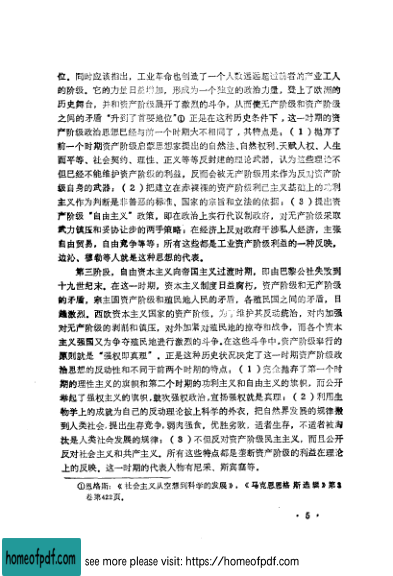 位。同时应该指出，工业革命也创造了一个人数远远超过前者的产业工人
的阶级。它的力量日益增加，形成为一个独立的政治力量，登上了欧洲的
历史舞台，并和资产阶级展开了激烈的斗争，从而使无产阶级和资产阶级
之间的矛盾“升到了首要地位”①正是在这种历史条件下，这一时期的资
产阶级政治思想已经与前一个时期大不相同了，其特点是：（1）抛弃了
前一个时期资产阶级启蒙思想家提出的自然法、自然权利、天赋人权、人生
而平等、社会契约、理性、正义等等反封建的理论武器，认为这些理论不
但已经不能维护资产阶级的利益，反而会被无产阶级用来作为反对资产阶
级自身的武器；（2）把建立在赤裸裸的资产阶级利己主义基础上的功利
主义作为判断是非善恶的标准、国家的宗旨和立法的依据；（3）提出资产
阶级“自由主义”政策，即在政治上实行代议制政府，对无产阶级采取
武力镇压和妥协让步的两手策略；在经济上反对政府干涉私人经济，主张
自由贸易，自由竞争等等；所有这些都是工业资产阶级利益的一种反映。
边沁、穆勒等人就是这种思想的代表。
第三阶段，自由资本主义向帝国主义过渡时期，即由巴黎公社失败到
十九世纪末。在这一时期，资本主义制度日益腐朽，资产阶级和无产阶级
的矛盾，宗主国资产阶级和殖民地人民的矛盾，各殖民国之间的矛盾，日
趋激烈。西欧资本主义国家的资产阶级，为了维护其反动统治，对内加强
对无产阶级的剥削和镇压，对外加紧对殖民地的掠夺和战争，而各个资本
主义强国又为争夺殖民地进行激烈的斗争。在这些斗争中，资产阶级奉行的
原则就是“强权即真理”。正是这种历史状况决定了这一时期资产阶级政
治思想的反动性和不同于前两个时期的特点：（1）完全抛弃了第一个时
期的理性主义的旗帜和第二个时期的功利主义和自由主义的旗帜，而公开
举起了强权主义的旗帜，鼓吹强权政治，宣扬强权就是真理；（2）利用生
物学上的成就为自己的反动理论披上科学的外衣，把自然界发展的规律搬
到人类社会，提出生存竞争，弱肉强食，优胜劣败，适者生存，不适者被淘
汰是人类社会发展的规律；（3）不但反对资产阶级民主主义，而且公开
反对社会主义和共产主义。所有这些特点都是垄断资产阶级的利益在理论
上的反映。这一时期的代表人物有尼采、斯宾塞等。
①恩格斯：《社会主义从空想到科学的发展》，《马克思恩格斯选集》第3
卷第422页。
· 5 ·
homeofpdf.com
see more please visit: https://homeofpdf.com